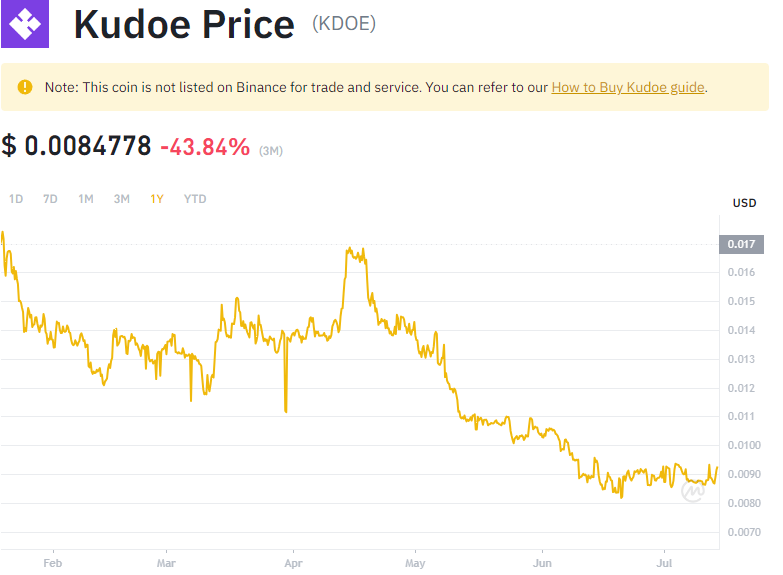 Kudoe Price (KDOE)
Note: This coin is not listed on Binance for trade and service. You can refer to our How to Buy Kudoe guide.
$ 0.0084778 -43.84% (3M)
1D 7D 1M 3M 1Y YTD
USD
0.017
0.016
0.015
0.014
0.013
0.012
0.011
0.0100
0.0090
0.0080
0.0070
Feb Mar Apr May Jun Jul